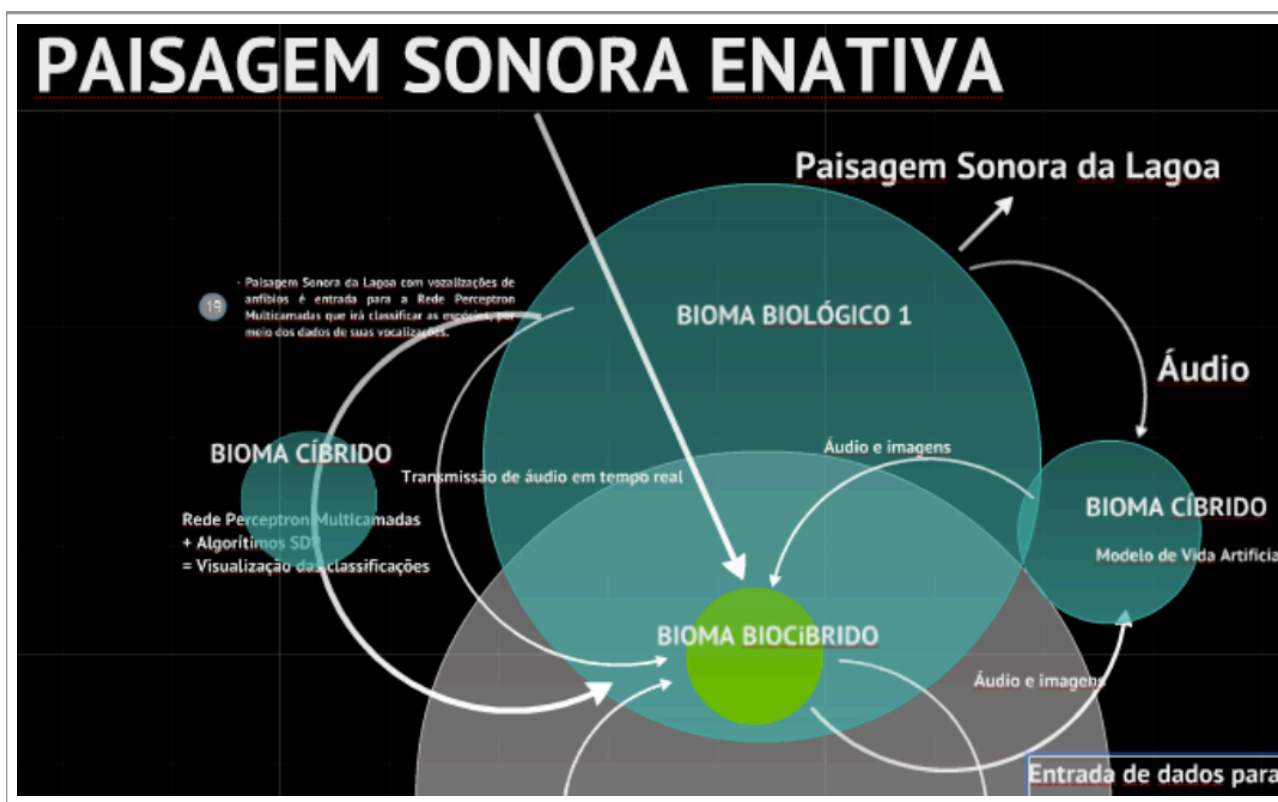 PAISAGEM SONORA ENATIVA
Paisagem Sonora da Lagoa
19
- Paisagem Sonora da Lagoa com vozalizações de
anfíbios é entrada para a Rede Perceptron
Multicamadas que irá classificar as espécies, por
meio dos dados de suas vocalizações.
BIOMA BIOLÓGICO 1
Áudio
BIOMA CÍBRIDO
Transmissão de áudio em tempo real
Áudio e imagens
Rede Perceptron Multicamadas
+ Algorítimos SDR
= Visualização das classificações
BIOMA CÍBRIDO
Modelo de Vida Artificia
BIOMA BIOCiBRIDO
Áudio e imagens
Entrada de dados para